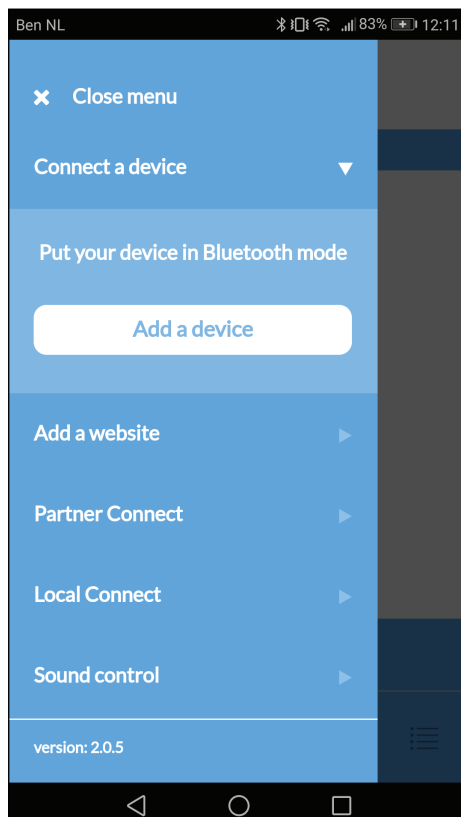 Ben NL 83% 12:11
Close menu
Connect a device
Put your device in Bluetooth mode
Add a device
Add a website
Partner Connect
Local Connect
Sound control
version: 2.0.5